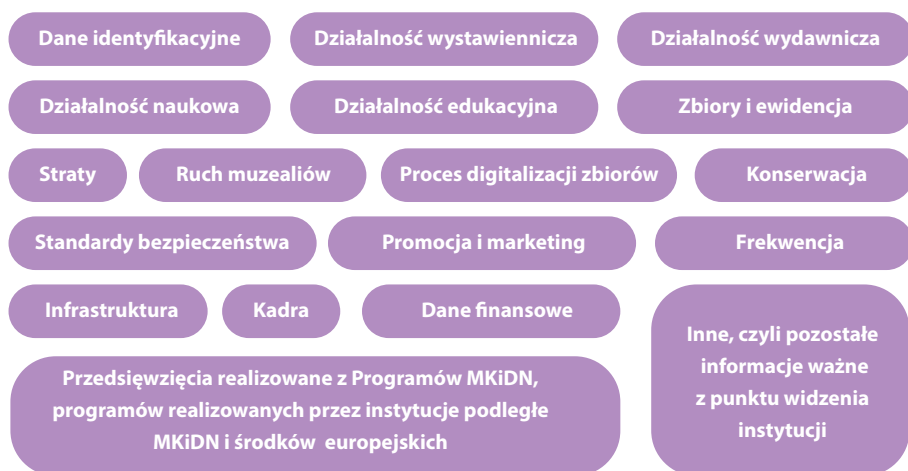 Dane identyfikacyjne
Działalność wystawiennicza
Działalność wydawnicza
Działalność naukowa
Działalność edukacyjna
Zbiory i ewidencja
Straty
Ruch muzealiów
Proces digitalizacji zbiorów
Konserwacja
Standardy bezpieczeństwa
Promocja i marketing
Frekwencja
Infrastruktura
Kadra
Dane finansowe
Inne, czyli pozostałe
informacje ważne
z punktu widzenia
instytucji
Przedsięwzięcia realizowane z Programów MKiDN,
programów realizowanych przez instytucje podległe
MKiDN i środków europejskich